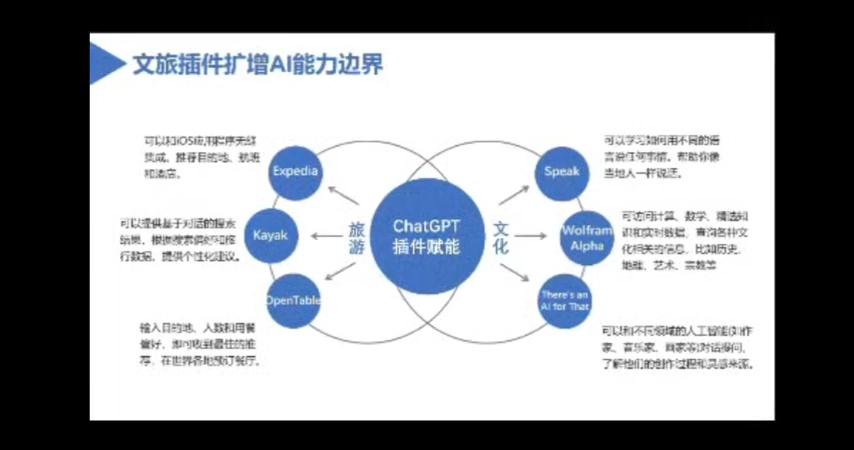 文旅插件扩增AI能力边界
可以和iOS应用程序无缝
集成。推荐目的地、航班
和酒店。
Expedia
可以提供基于对话的搜索
结果，根据搜索偏好和旅
行数据，提供个性化建议。
Kayak
输入目的地、人数和用餐
偏好，即可收到最佳的推
荐，在世界各地预订餐厅。
OpenTable
旅
游
ChatGPT
插件赋能
文
化
Speak
可以学习如何用不同的语
言说任何事情。帮助你像
当地人一样说话。
Wolfram
Alpha
可访问计算、数学、精选知
识和实时数据，查询各种文
化相关的信息，比如历史、
地理、艺术、宗教等
There's an
AI for That
可以和不同领域的人工智能(如作
家、音乐家、画家等)对话提问，
了解他们的创作过程和灵感来源。